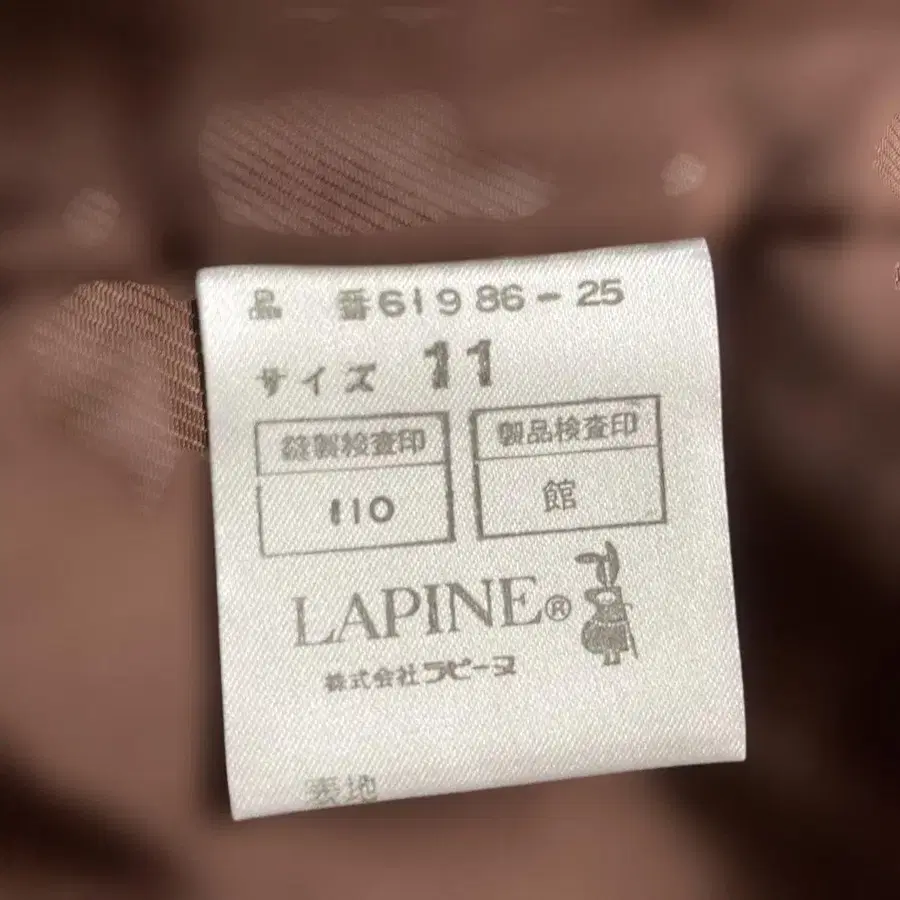 品 番61986-25
サイズ 11
縫製検査印 製品検査印
110 館
LAPINE®
株式会社ラピーヌ
表地